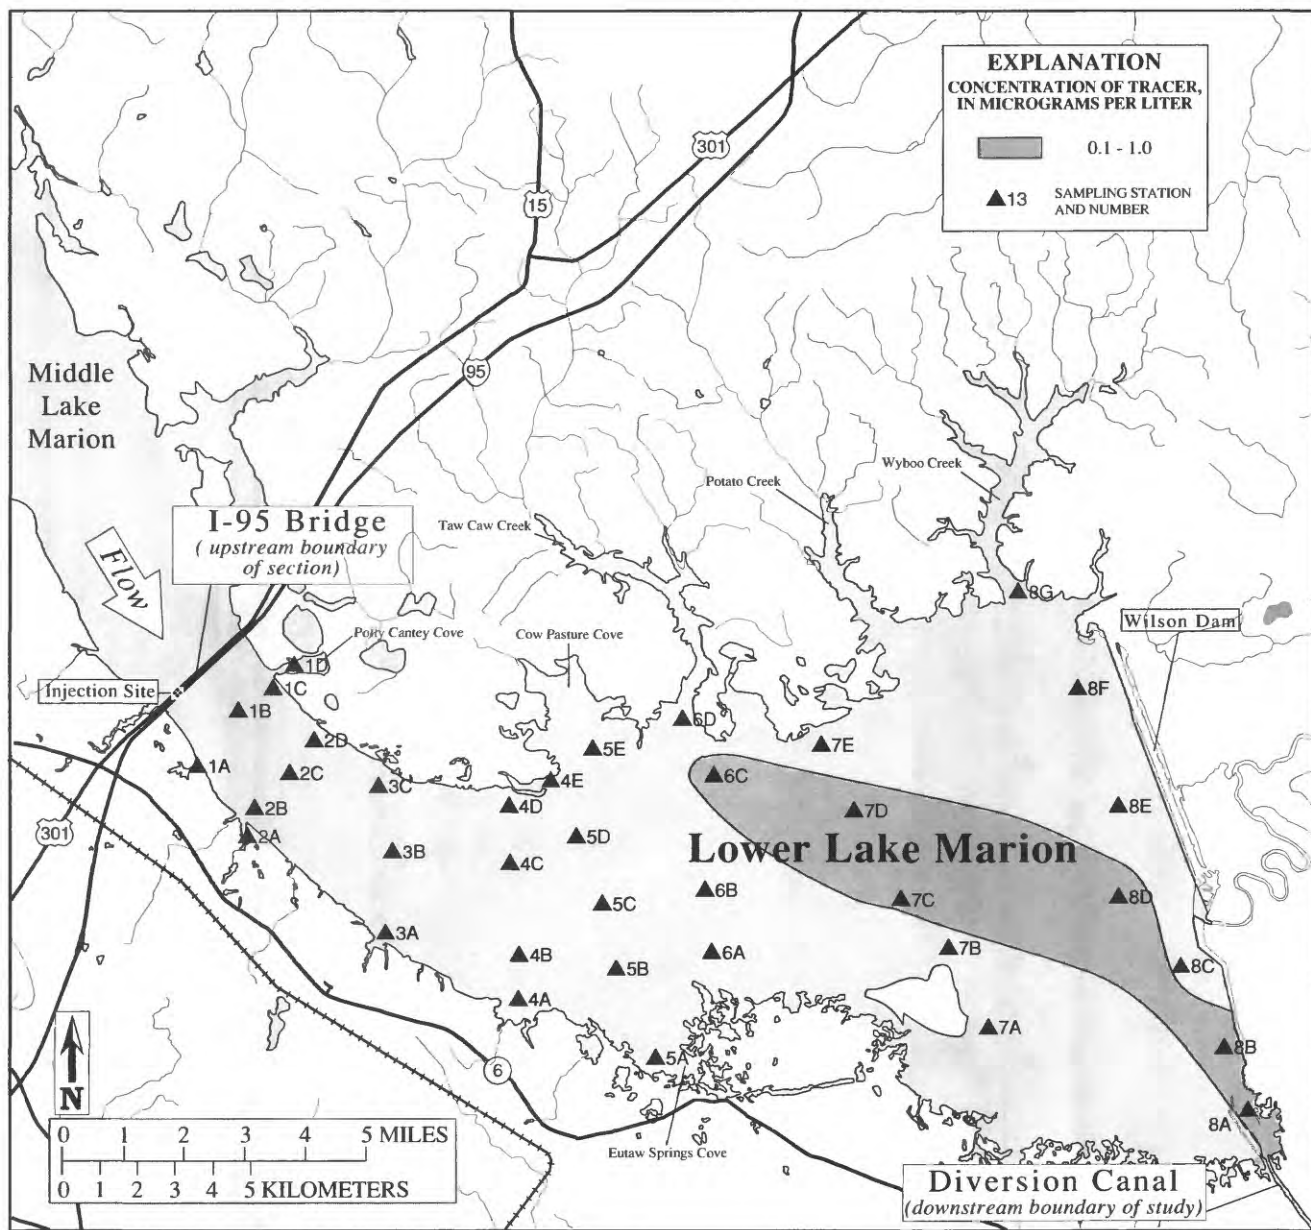 EXPLANATION
CONCENTRATION OF TRACER,
IN MICROGRAMS PER LITER
0.1 - 1.0
13
SAMPLING STATION
AND NUMBER
301
15
95
Middle
Lake
Marion
I-95 Bridge
( upstream boundary
of section)
Flow
Wyboo Creek
Potato Creek
Taw Caw Creek
Polly Cantey Cove
Cow Pasture Cove
Wilson Dam
Injection Site
8G
1D
1C
8F
1B
6D
2D
5E
7E
1A
2C
6C
4E
3C
2B
4D
7D
8E
301
2A
5D
3B
4C
Lower Lake Marion
6B
8D
5C
7C
3A
7B
4B
6A
5B
8C
4A
7A
8B
5A
6
8A
N
0 1 2 3 4 5 MILES
0 1 2 3 4 5 KILOMETERS
Eutaw Springs Cove
Diversion Canal
(downstream boundary of study)